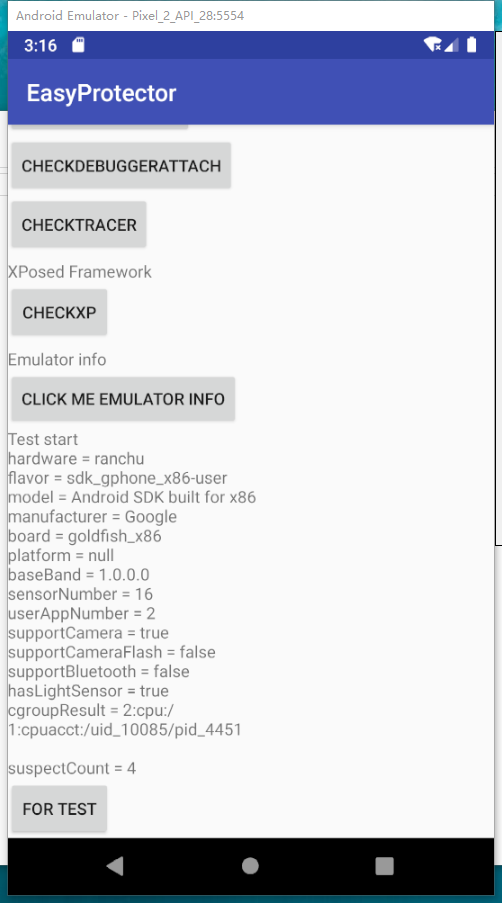 Android Emulator - Pixel_2_API_28:5554
3:16
EasyProtector
CHECKDEBUGGERATTACH
CHECKTRACER
XPosed Framework
CHECKXP
Emulator info
CLICK ME EMULATOR INFO
Test start
hardware = ranchu
flavor = sdk_gphone_x86-user
model = Android SDK built for x86
manufacturer = Google
board = goldfish_x86
platform = null
baseBand = 1.0.0.0
sensorNumber = 16
userAppNumber = 2
supportCamera = true
supportCameraFlash = false
supportBluetooth = false
hasLightSensor = true
cgroupResult = 2:cpu:/
1:cpuacct:/uid_10085/pid_4451
suspectCount = 4
FOR TEST